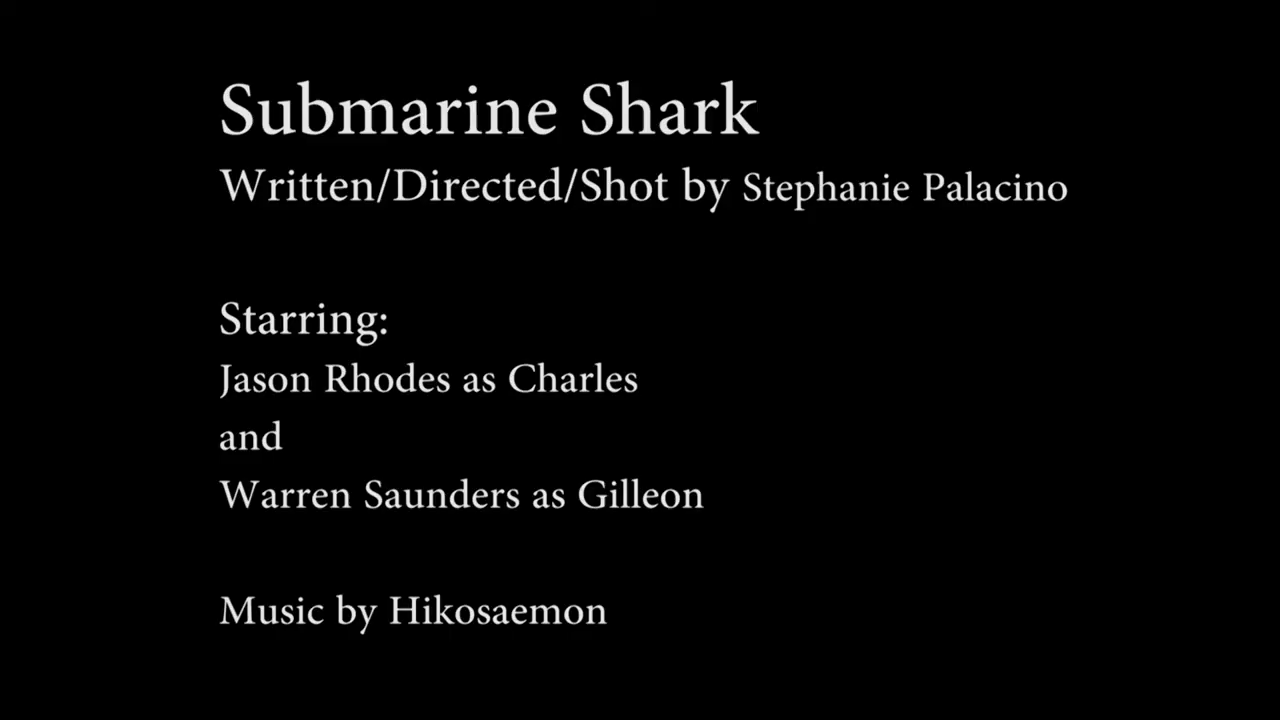 Submarine Shark
Written/Directed/Shot by Stephanie Palacino
Starring:
Jason Rhodes as Charles
and
Warren Saunders as Gilleon
Music by Hikosaemon